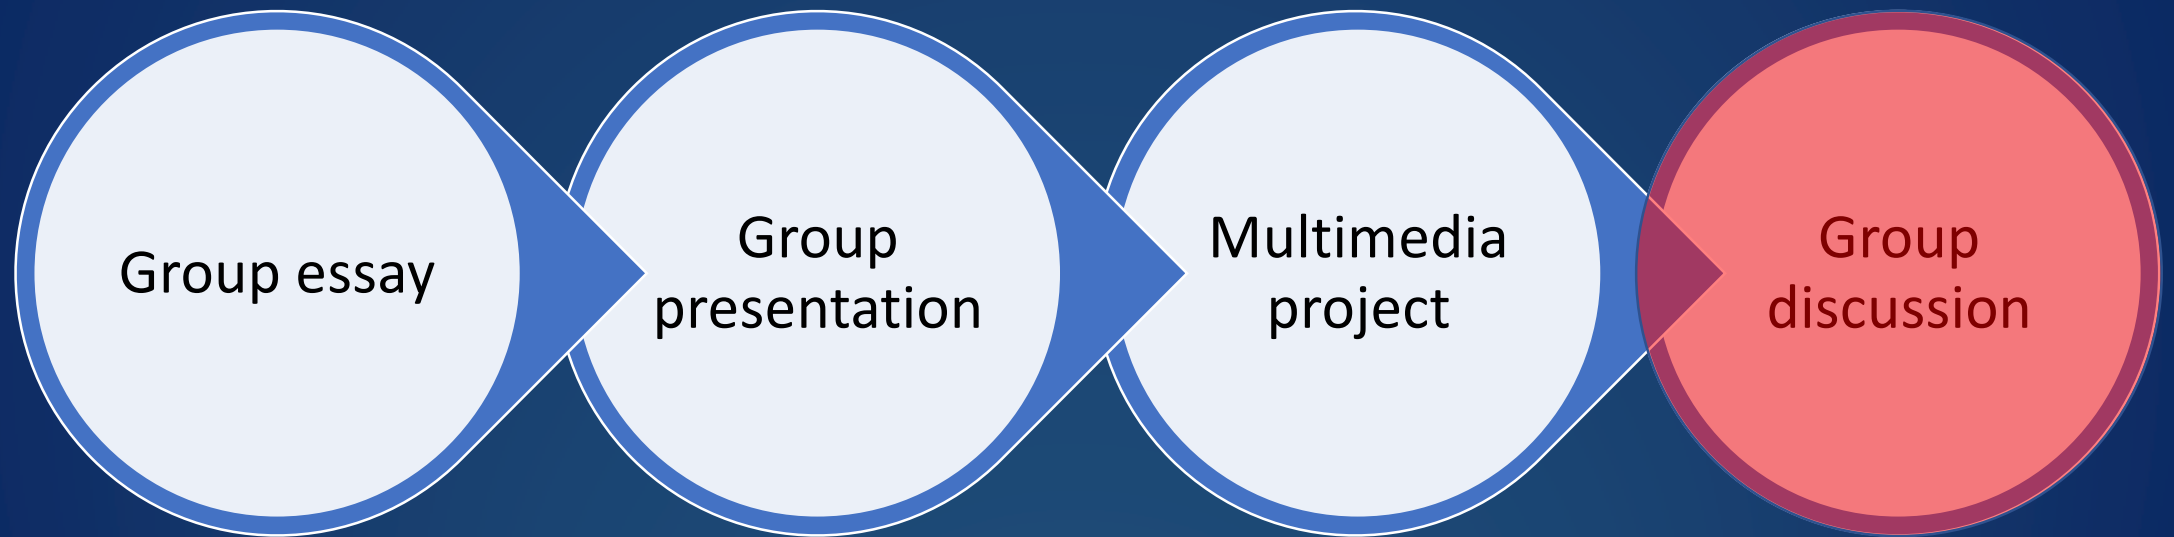 Group essay
Group
presentation
Multimedia
project
Group
discussion